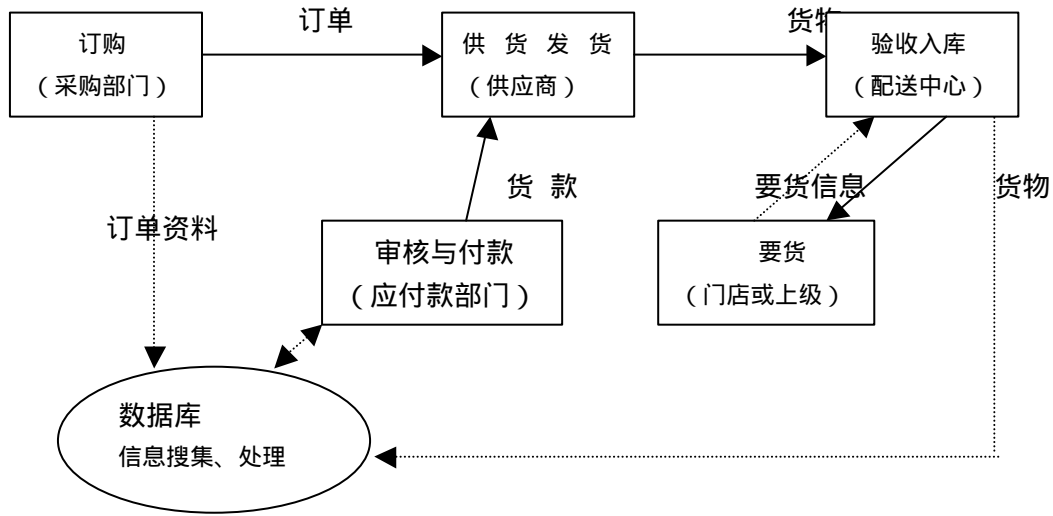 订单
货物
订购
(采购部门)
供 货 发 货
(供应商)
验收入库
(配送中心)
货 款
要货信息
货物
订单资料
审核与付款
(应付款部门)
要货
(门店或上级)
数据库
信息搜集、处理